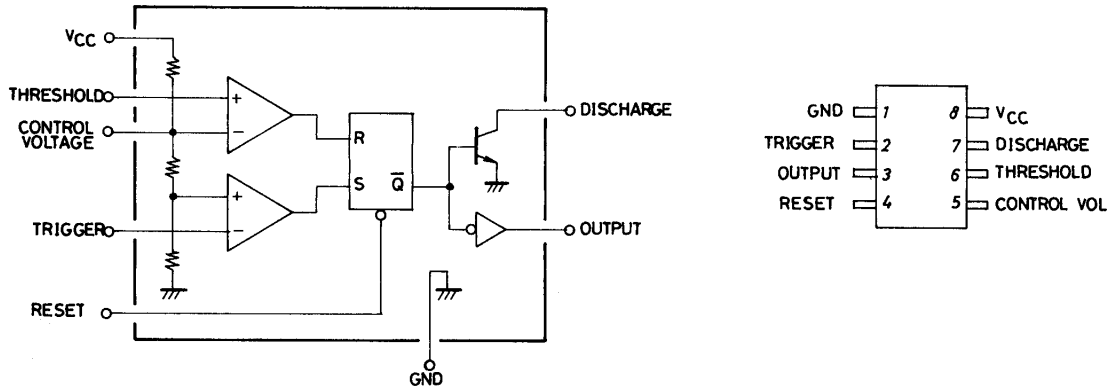 VCC
THRESHOLD
CONTROL
VOLTAGE
TRIGGER
RESET
+
−
+
−
R
S
Q̅
DISCHARGE
OUTPUT
GND
GND 1
TRIGGER 2
OUTPUT 3
RESET 4
8 VCC
7 DISCHARGE
6 THRESHOLD
5 CONTROL VOL